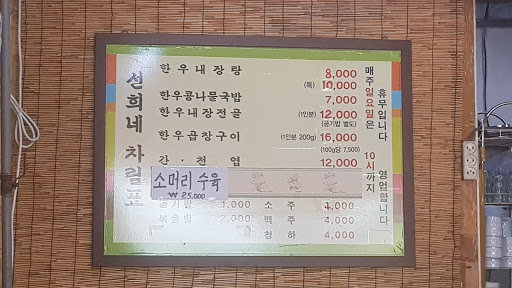 선희네 차림표
한우내장탕 8,000
(특) 10,000
한우콩나물국밥 7,000
한우내장전골 (1인분) 12,000
(공기밥 별도)
한우곱창구이 (1인분 200g) 16,000
(100g당 7,500)
간·천엽 12,000
소머리 수육
₩ 25,000
공기밥 1,000 소주 4,000
볶음밥 2,000 맥주 4,000
청하 4,000
매주 일요일은 휴무입니다
10시까지 영업합니다